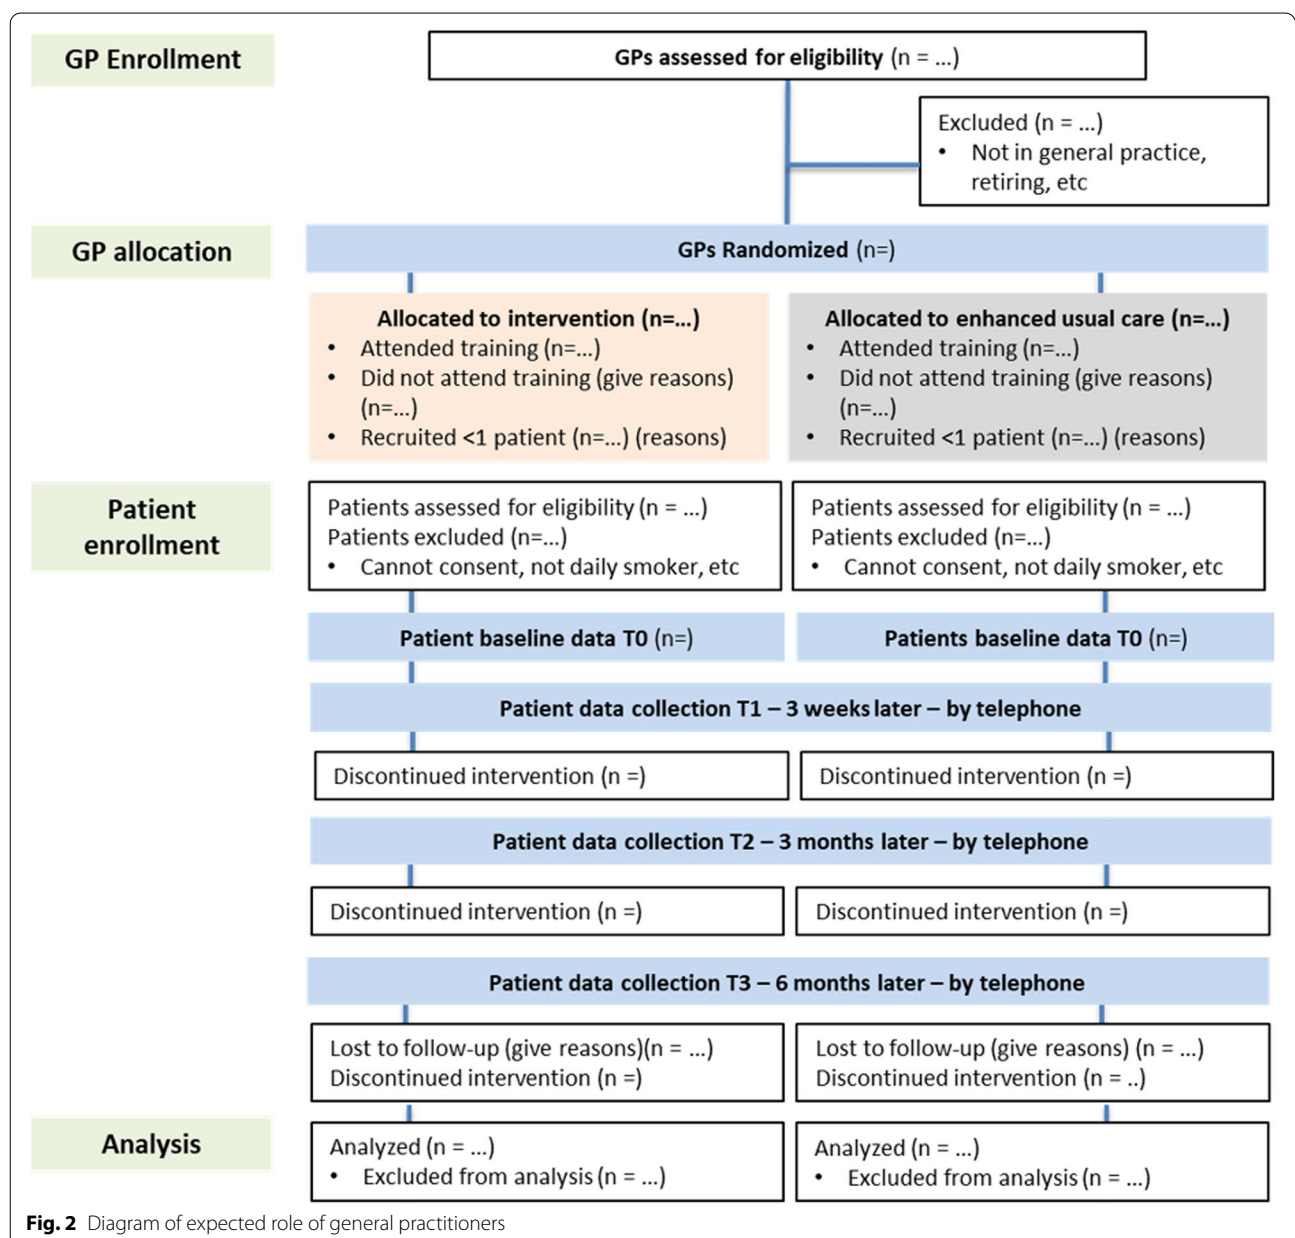 GP Enrollment
GPs assessed for eligibility (n = ...)
Excluded (n = ...)
• Not in general practice,
retiring, etc
GP allocation
GPs Randomized (n=)
Allocated to intervention (n=...)
• Attended training (n=...)
• Did not attend training (give reasons)
(n=...)
• Recruited <1 patient (n=...) (reasons)
Allocated to enhanced usual care (n=...)
• Attended training (n=...)
• Did not attend training (give reasons)
(n=...)
• Recruited <1 patient (n=...) (reasons)
Patient
enrollment
Patients assessed for eligibility (n = ...)
Patients excluded (n=...)
• Cannot consent, not daily smoker, etc
Patients assessed for eligibility (n = ...)
Patients excluded (n=...)
• Cannot consent, not daily smoker, etc
Patient baseline data T0 (n=)
Patients baseline data T0 (n=)
Patient data collection T1 – 3 weeks later – by telephone
Discontinued intervention (n =)
Discontinued intervention (n =)
Patient data collection T2 – 3 months later – by telephone
Discontinued intervention (n =)
Discontinued intervention (n =)
Patient data collection T3 – 6 months later – by telephone
Lost to follow-up (give reasons)(n = ...)
Discontinued intervention (n =)
Lost to follow-up (give reasons) (n = ...)
Discontinued intervention (n = ..)
Analysis
Analyzed (n = ...)
• Excluded from analysis (n = ...)
Analyzed (n = ...)
• Excluded from analysis (n = ...)
Fig. 2 Diagram of expected role of general practitioners